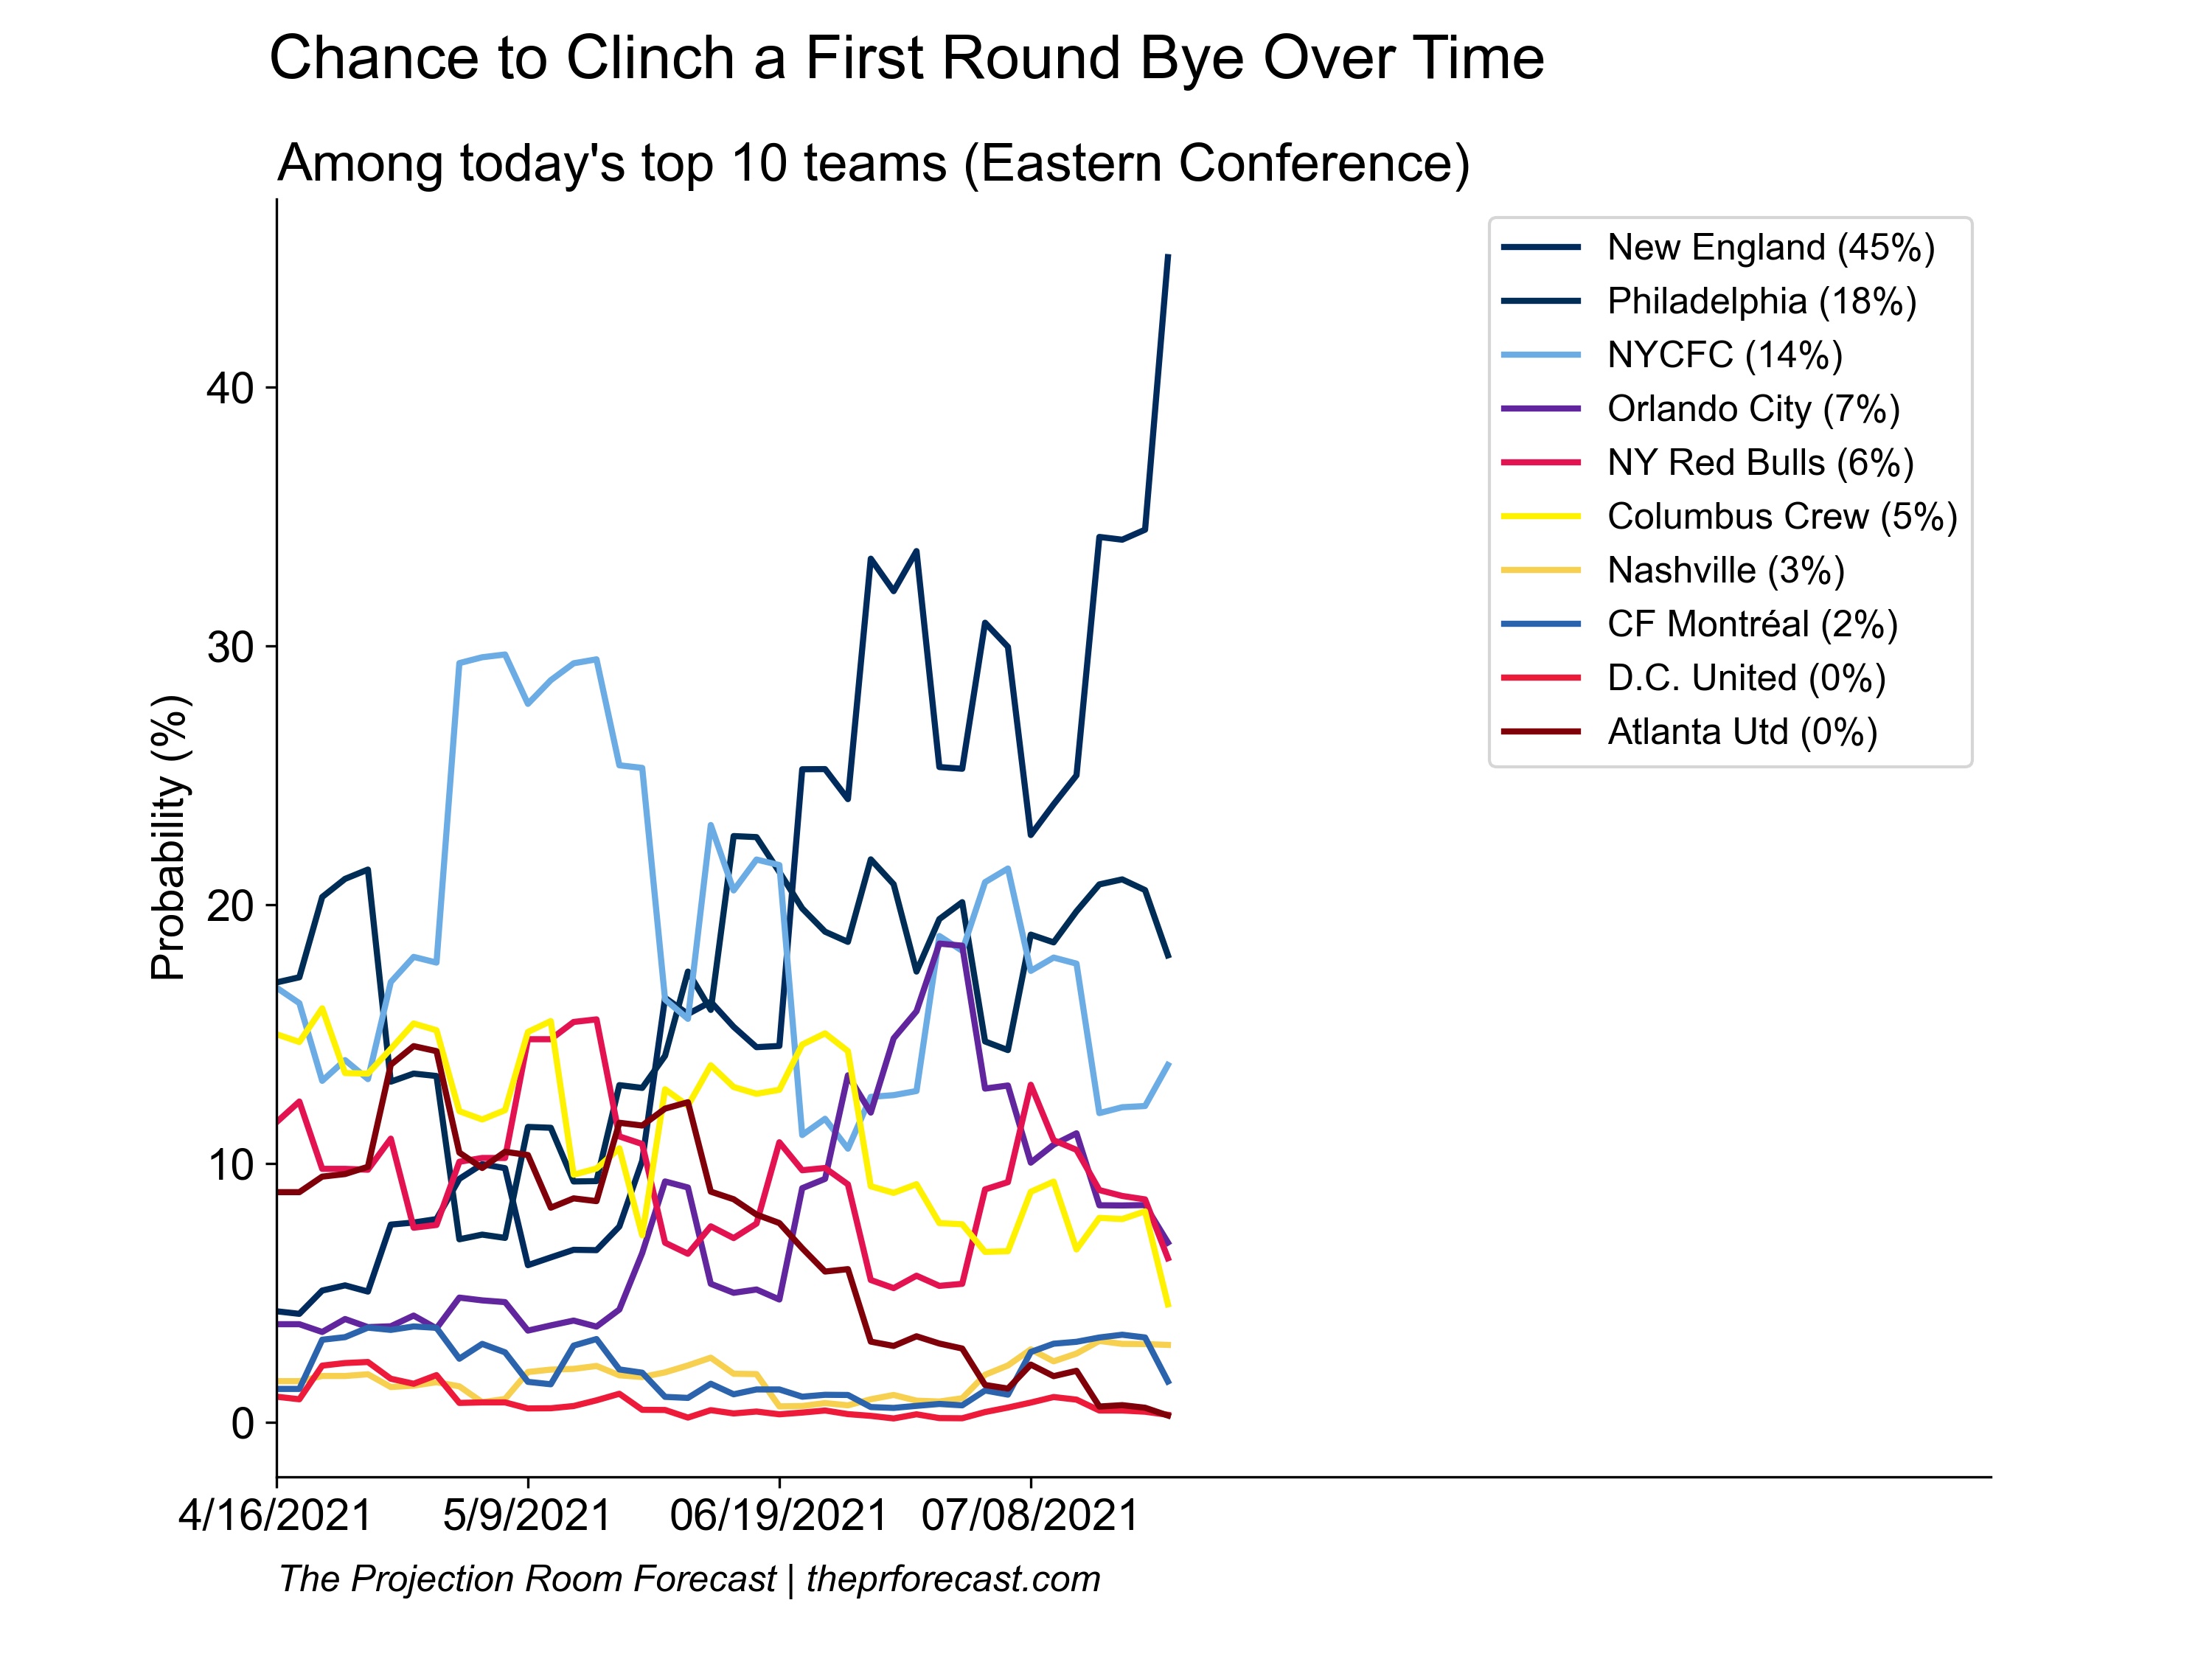 Chance to Clinch a First Round Bye Over Time
Among today's top 10 teams (Eastern Conference)
New England (45%)
Philadelphia (18%)
NYCFC (14%)
Orlando City (7%)
NY Red Bulls (6%)
Columbus Crew (5%)
Nashville (3%)
CF Montréal (2%)
D.C. United (0%)
Atlanta Utd (0%)
Probability (%)
40
30
20
10
0
4/16/2021
5/9/2021
06/19/2021
07/08/2021
The Projection Room Forecast | theprforecast.com